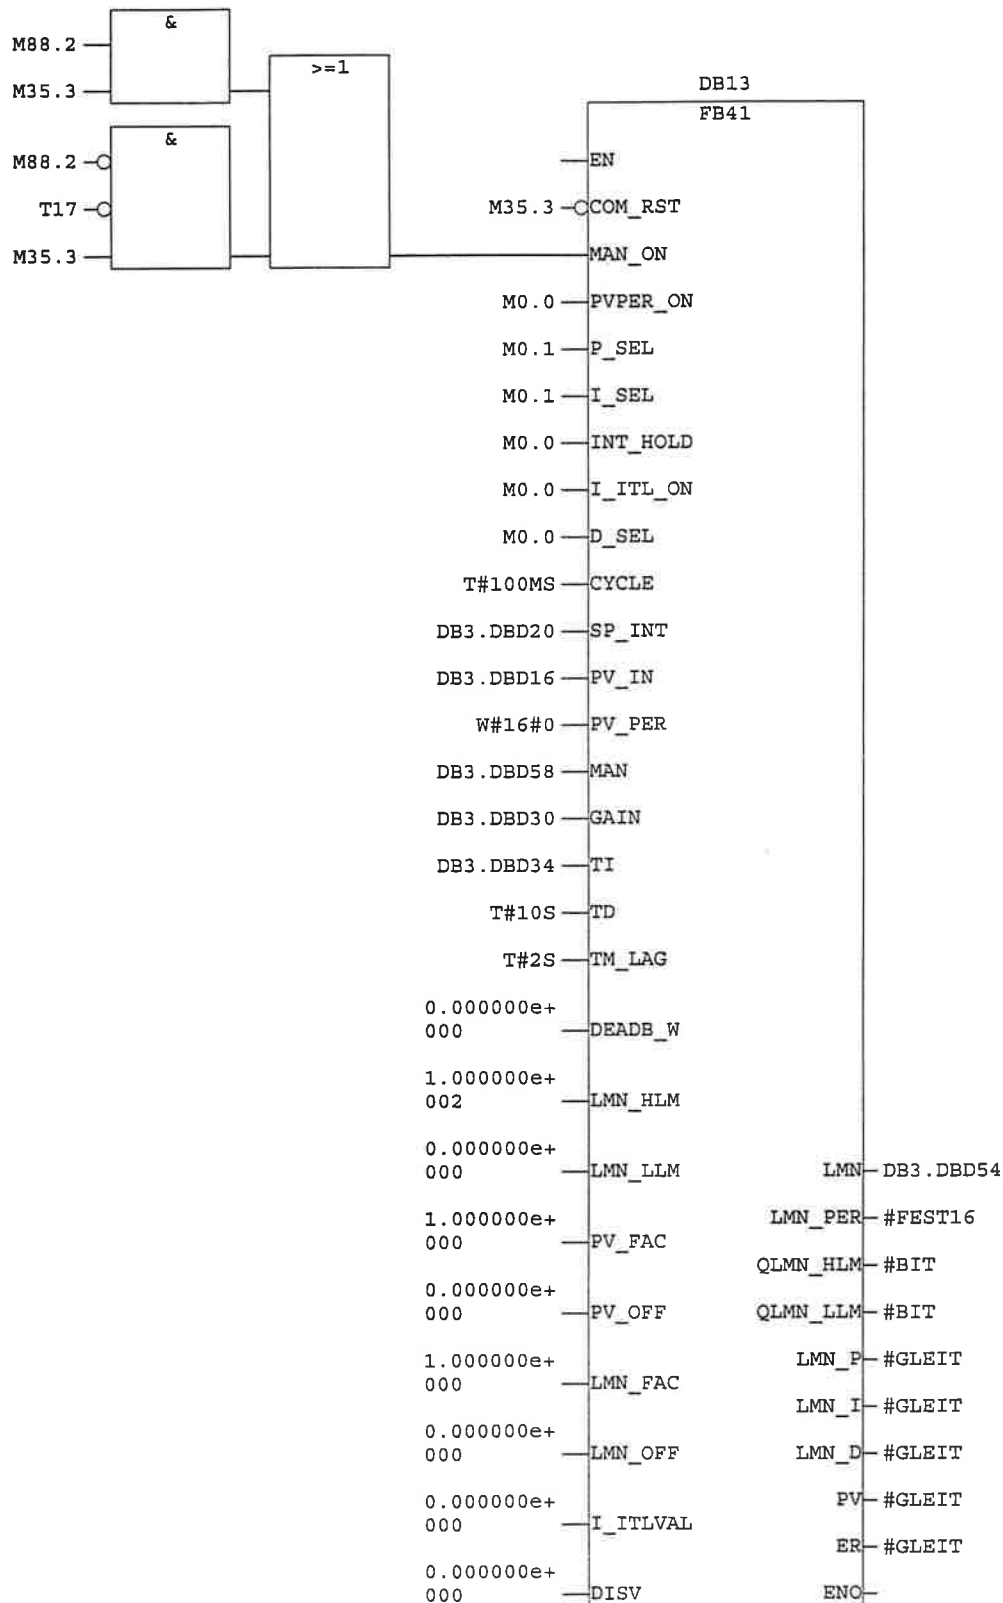 &
M88.2
M35.3
>=1
&
M88.2
T17
M35.3
DB13
FB41
EN
M35.3 COM_RST
MAN_ON
M0.0 PVPER_ON
M0.1 P_SEL
M0.1 I_SEL
M0.0 INT_HOLD
M0.0 I_ITL_ON
M0.0 D_SEL
T#100MS CYCLE
DB3.DBD20 SP_INT
DB3.DBD16 PV_IN
W#16#0 PV_PER
DB3.DBD58 MAN
DB3.DBD30 GAIN
DB3.DBD34 TI
T#10S TD
T#2S TM_LAG
0.000000e+
000 DEADB_W
1.000000e+
002 LMN_HLM
0.000000e+
000 LMN_LLM LMN DB3.DBD54
LMN_PER #FEST16
1.000000e+
000 PV_FAC
QLMN_HLM #BIT
0.000000e+
000 PV_OFF QLMN_LLM #BIT
1.000000e+ LMN_P #GLEIT
000 LMN_FAC
LMN_I #GLEIT
0.000000e+
000 LMN_OFF LMN_D #GLEIT
0.000000e+ PV #GLEIT
000 I_ITLVAL
ER #GLEIT
0.000000e+
000 DISV ENO